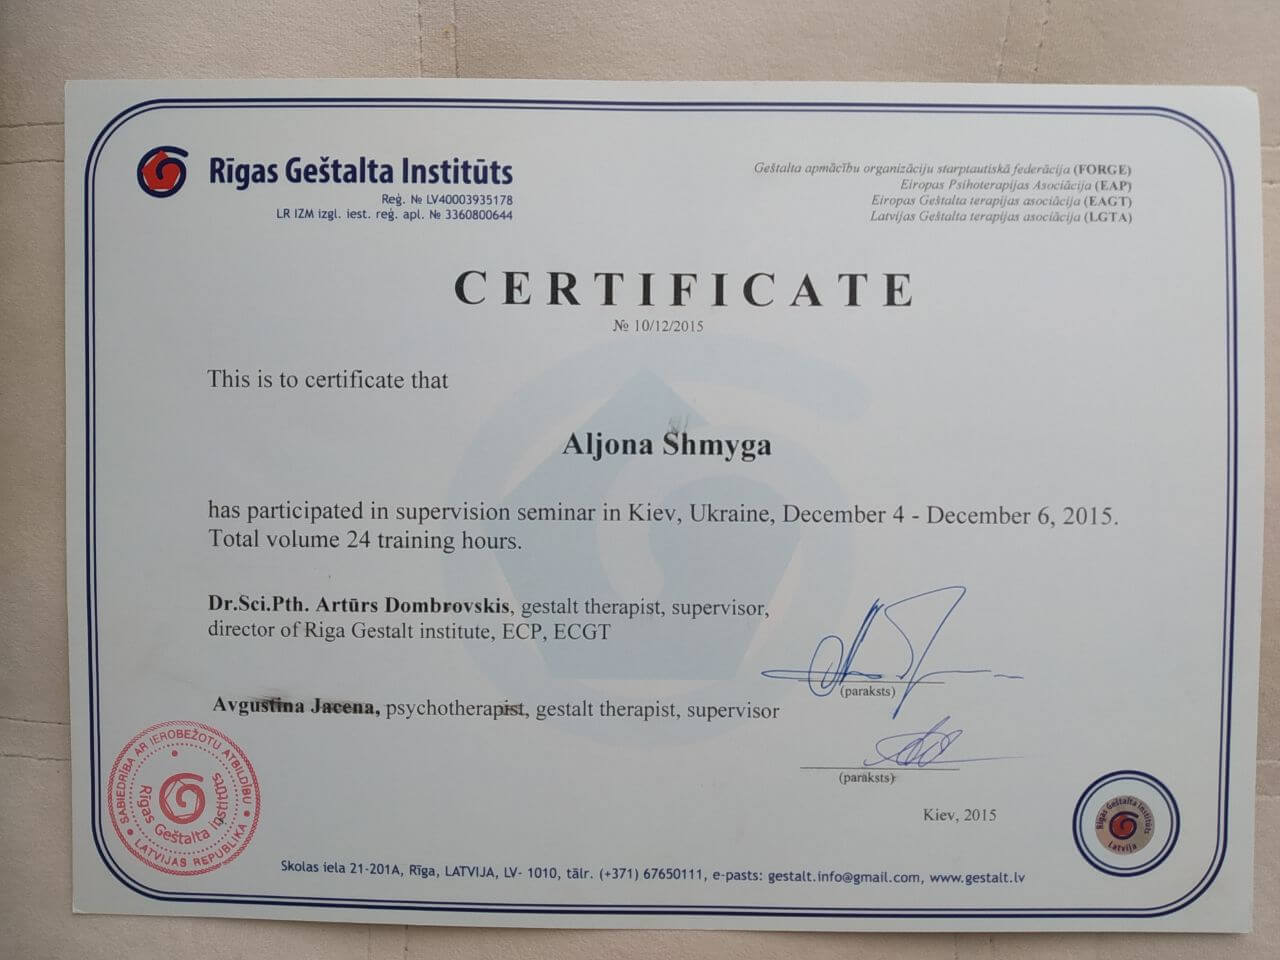 Rīgas Geštalta Institūts
Reģ. № LV40003935178
LR IZM izgl. iest. reģ. apl. № 3360800644
Geštalta apmācību organizāciju starptautiskā federācija (FORGE)
Eiropas Psihoterapijas Asociācija (EAP)
Eiropas Geštalta terapijas asociācija (EAGT)
Latvijas Geštalta terapijas asociācija (LGTA)
CERTIFICATE
№ 10/12/2015
This is to certificate that
Aljona Shmyga
has participated in supervision seminar in Kiev, Ukraine, December 4 - December 6, 2015.
Total volume 24 training hours.
Dr.Sci.Pth. Artūrs Dombrovskis, gestalt therapist, supervisor,
director of Riga Gestalt institute, ECP, ECGT
(paraksts)
Avgustina Jacena, psychotherapist, gestalt therapist, supervisor
(paraksts)
Kiev, 2015
SABIEDRĪBA AR IEROBEŽOTU ATBILDĪBU
LATVIJAS REPUBLIKA
Rīgas Geštalta Institūts
Rīgas Geštalta Institūts
Latvija
Skolas iela 21-201A, Rīga, LATVIJA, LV- 1010, tālr. (+371) 67650111, e-pasts: gestalt.info@gmail.com, www.gestalt.lv